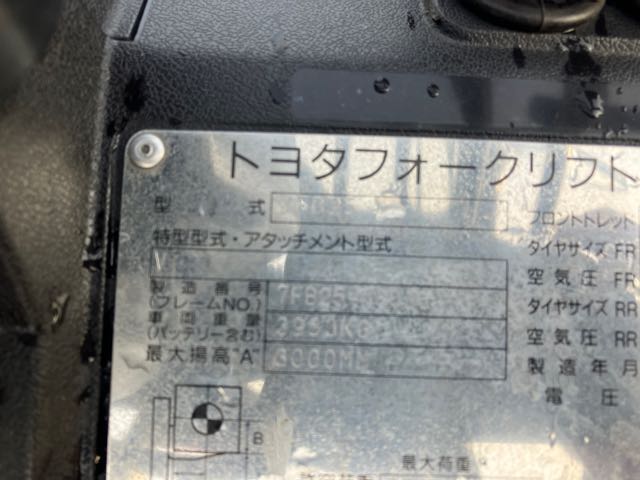 トヨタフォークリフト
型式
フロントトレッド
特型型式・アタッチメント型式
タイヤサイズ FR
空気圧 FR
製造番号
(フレームNO.)
タイヤサイズ RR
車両重量
(バッテリー含む)
空気圧 RR
最大揚高"A" 3000MM
製造年月
電圧
B
最大荷重
許容荷重